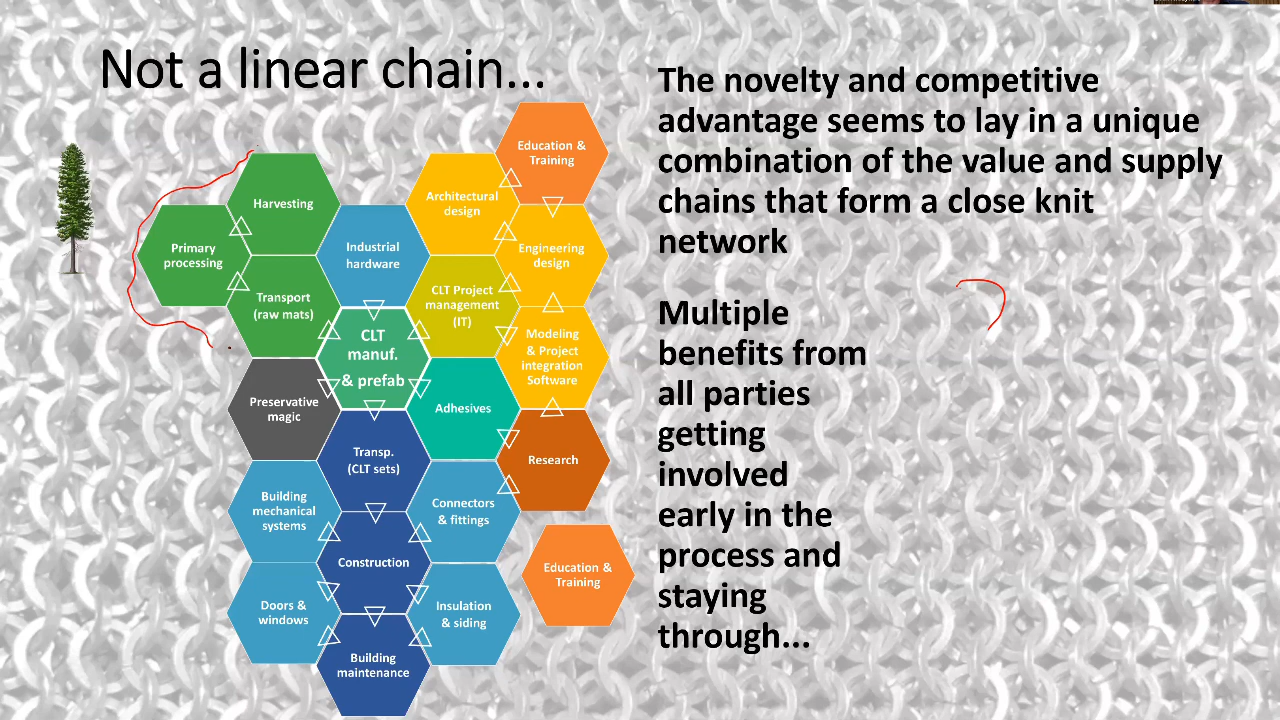 Not a linear chain...
The novelty and competitive
advantage seems to lay in a unique
combination of the value and supply
chains that form a close knit
network
Multiple
benefits from
all parties
getting
involved
early in the
process and
staying
through...
Education &
Training
Harvesting
Architectural
design
Primary
processing
Industrial
hardware
Engineering
design
Transport
(raw mats)
CLT Project
management
(IT)
CLT
manuf.
& prefab
Modeling
& Project
integration
Software
Preservative
magic
Adhesives
Transp.
(CLT sets)
Research
Building
mechanical
systems
Connectors
& fittings
Construction
Education &
Training
Doors &
windows
Insulation
& siding
Building
maintenance